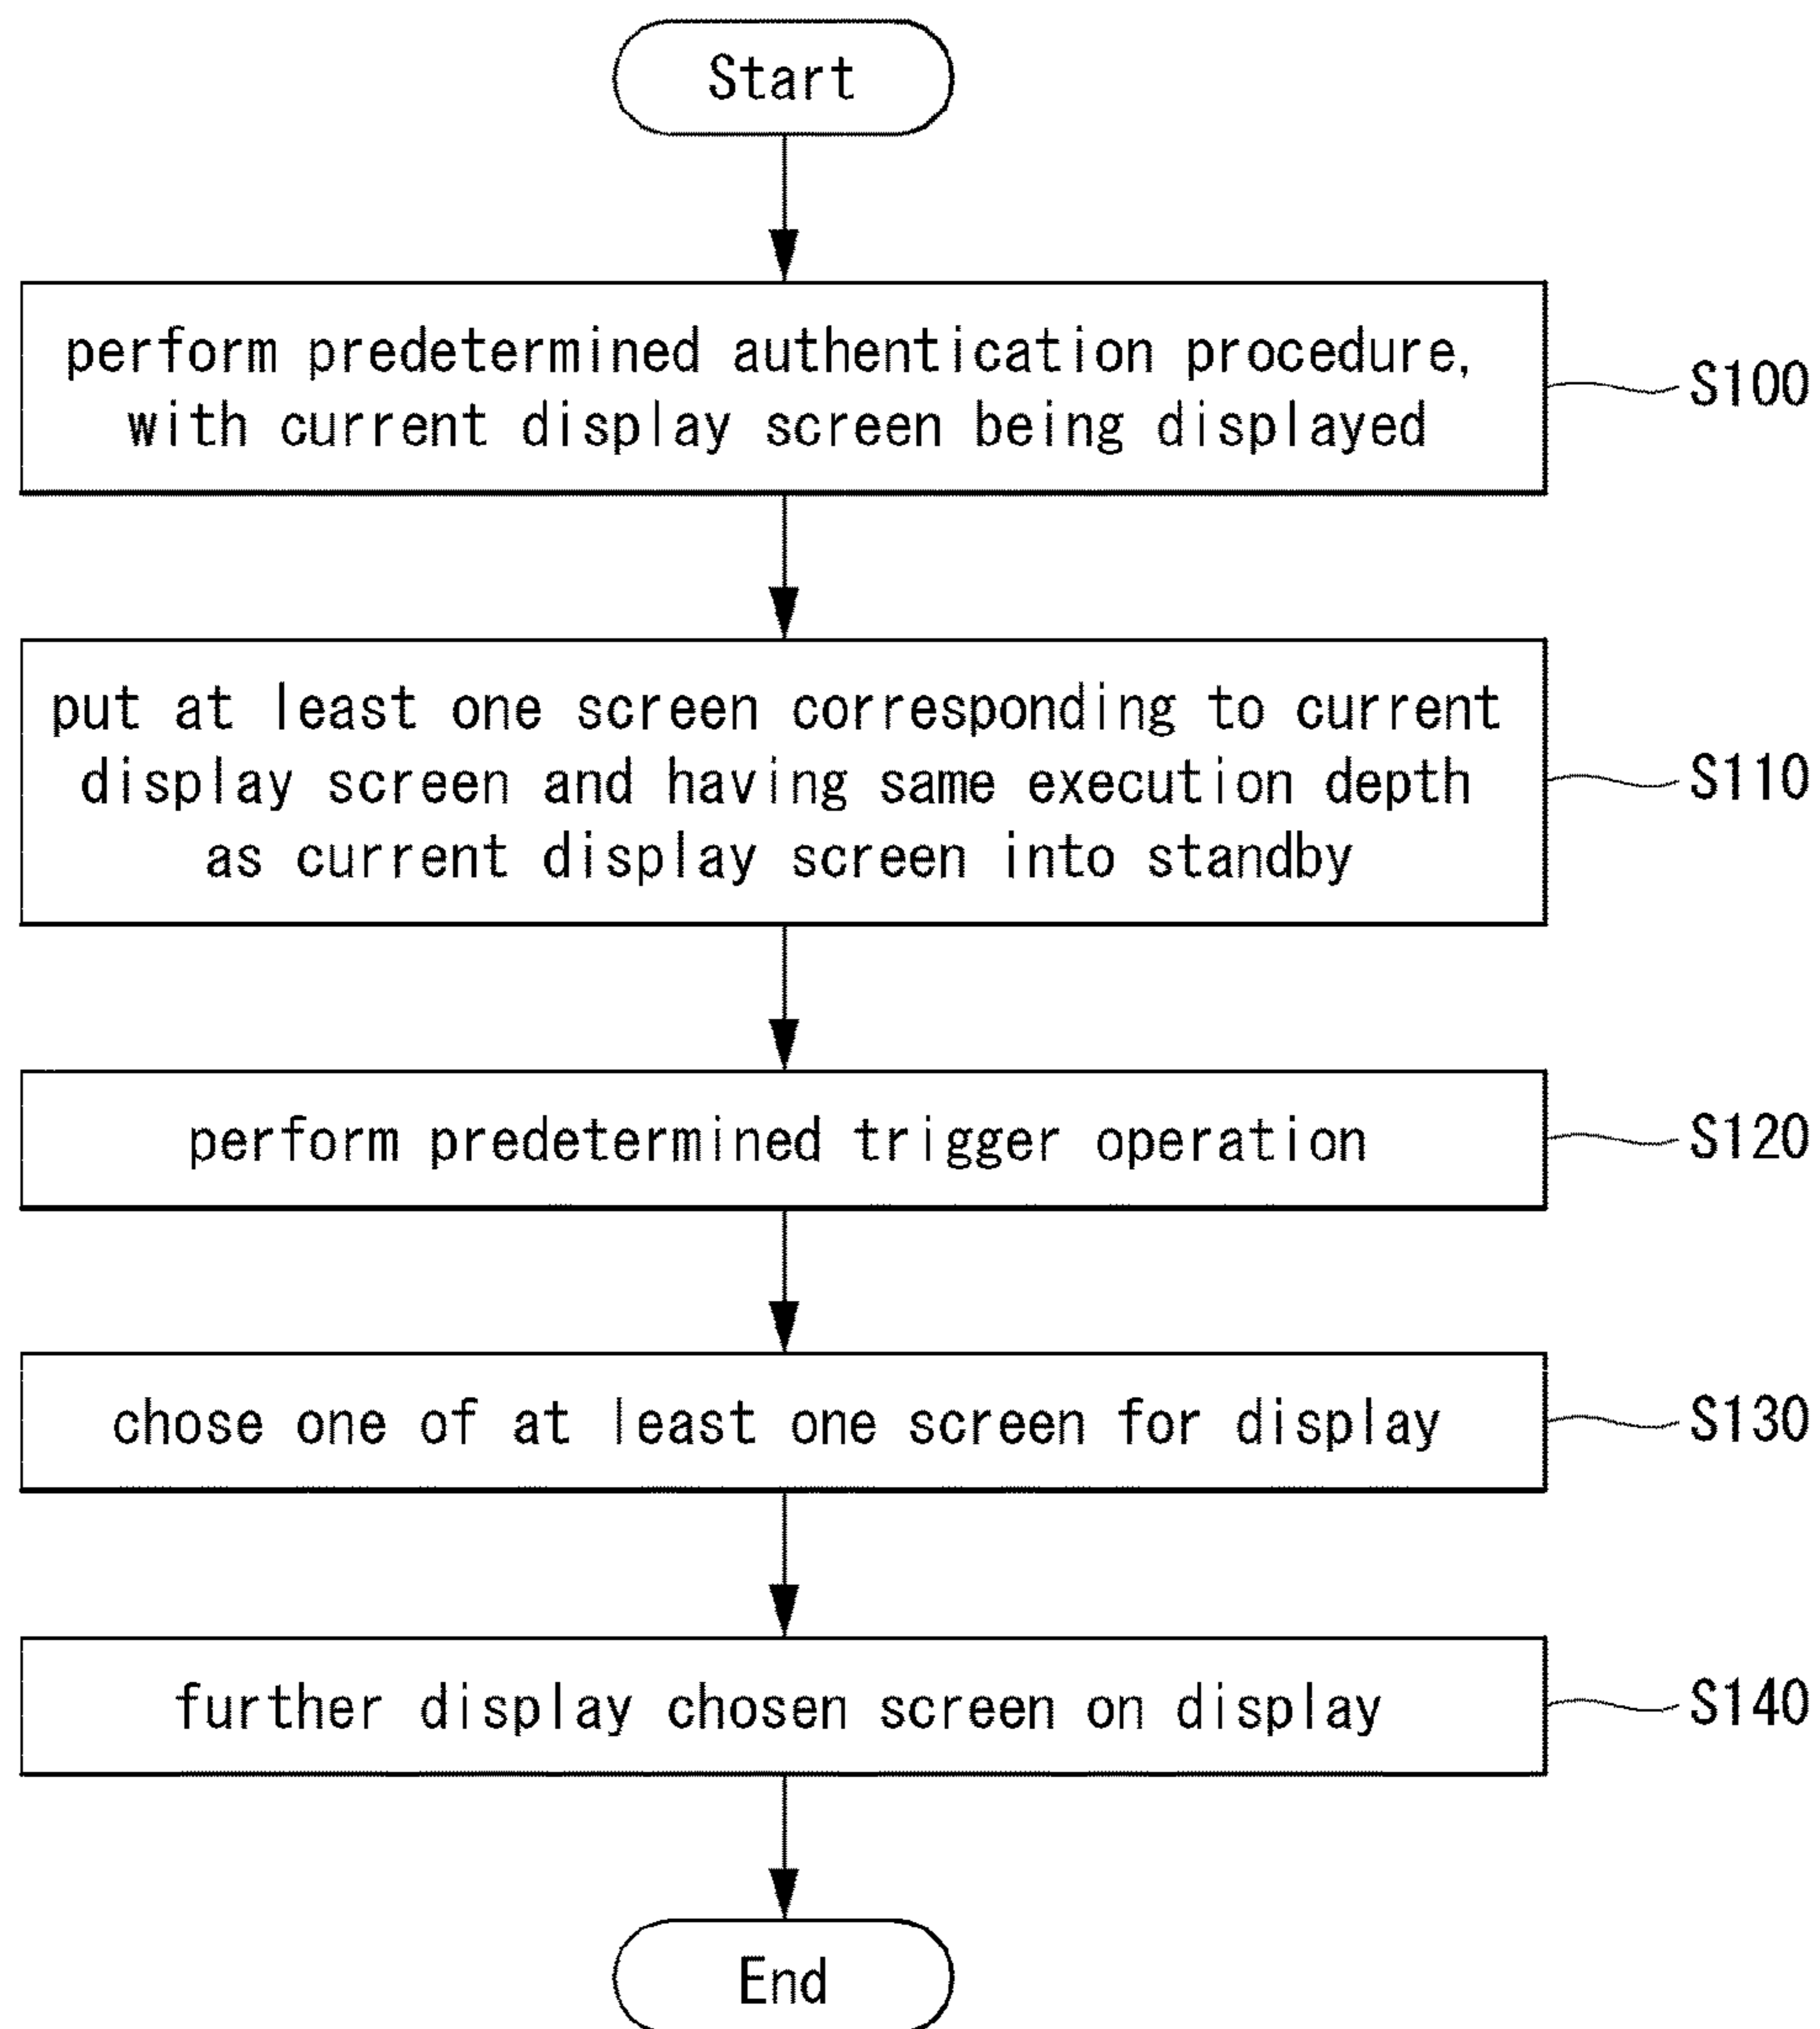 Start
perform predetermined authentication procedure,
with current display screen being displayed
S100
put at least one screen corresponding to current
display screen and having same execution depth
as current display screen into standby
S110
perform predetermined trigger operation
S120
chose one of at least one screen for display
S130
further display chosen screen on display
S140
End